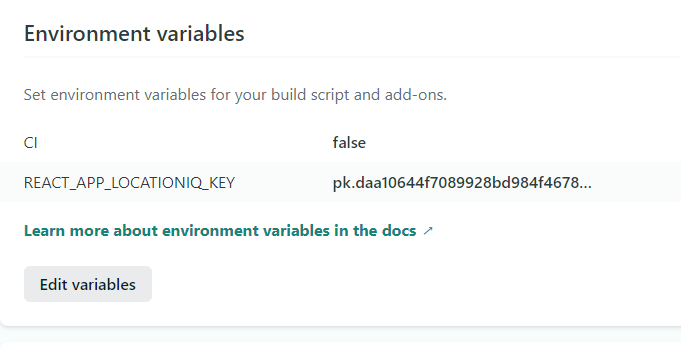 Environment variables
Set environment variables for your build script and add-ons.
CI false
REACT_APP_LOCATIONIQ_KEY pk.daa10644f7089928bd984f4678...
Learn more about environment variables in the docs ↗
Edit variables